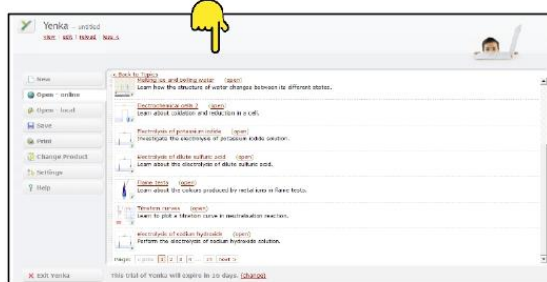 Yenka - untitled
New
Open - online
Open - local
Save
Print
Change Product
Settings
Help
Exit Yenka
< Back to Topics
Melting ice and boiling water (open)
Learn how the structure of water changes between its different states.
Electrochemical cells 2 (open)
Learn about oxidation and reduction in a cell.
Electrolysis of potassium iodide (open)
Investigate the electrolysis of potassium iodide solution.
Electrolysis of dilute sulfuric acid (open)
Learn about the electrolysis of dilute sulfuric acid.
Flame tests (open)
Learn about the colours produced by metal ions in flame tests.
Titration curves (open)
Learn to plot a titration curve in neutralisation reaction.
Electrolysis of sodium hydroxide (open)
Perform the electrolysis of sodium hydroxide solution.
Page: < prev 1 2 3 4 ... next >
This trial of Yenka will expire in days. (change)